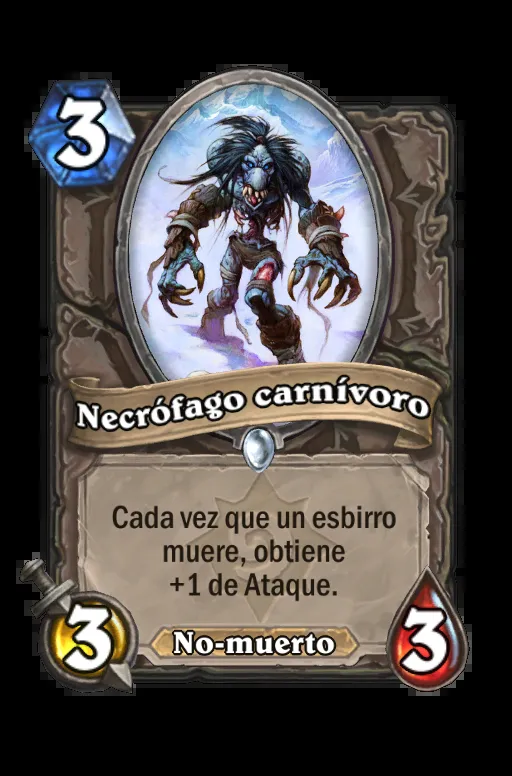 3
Necrófago carnívoro
Cada vez que un esbirro
muere, obtiene
+1 de Ataque.
3
No-muerto
3